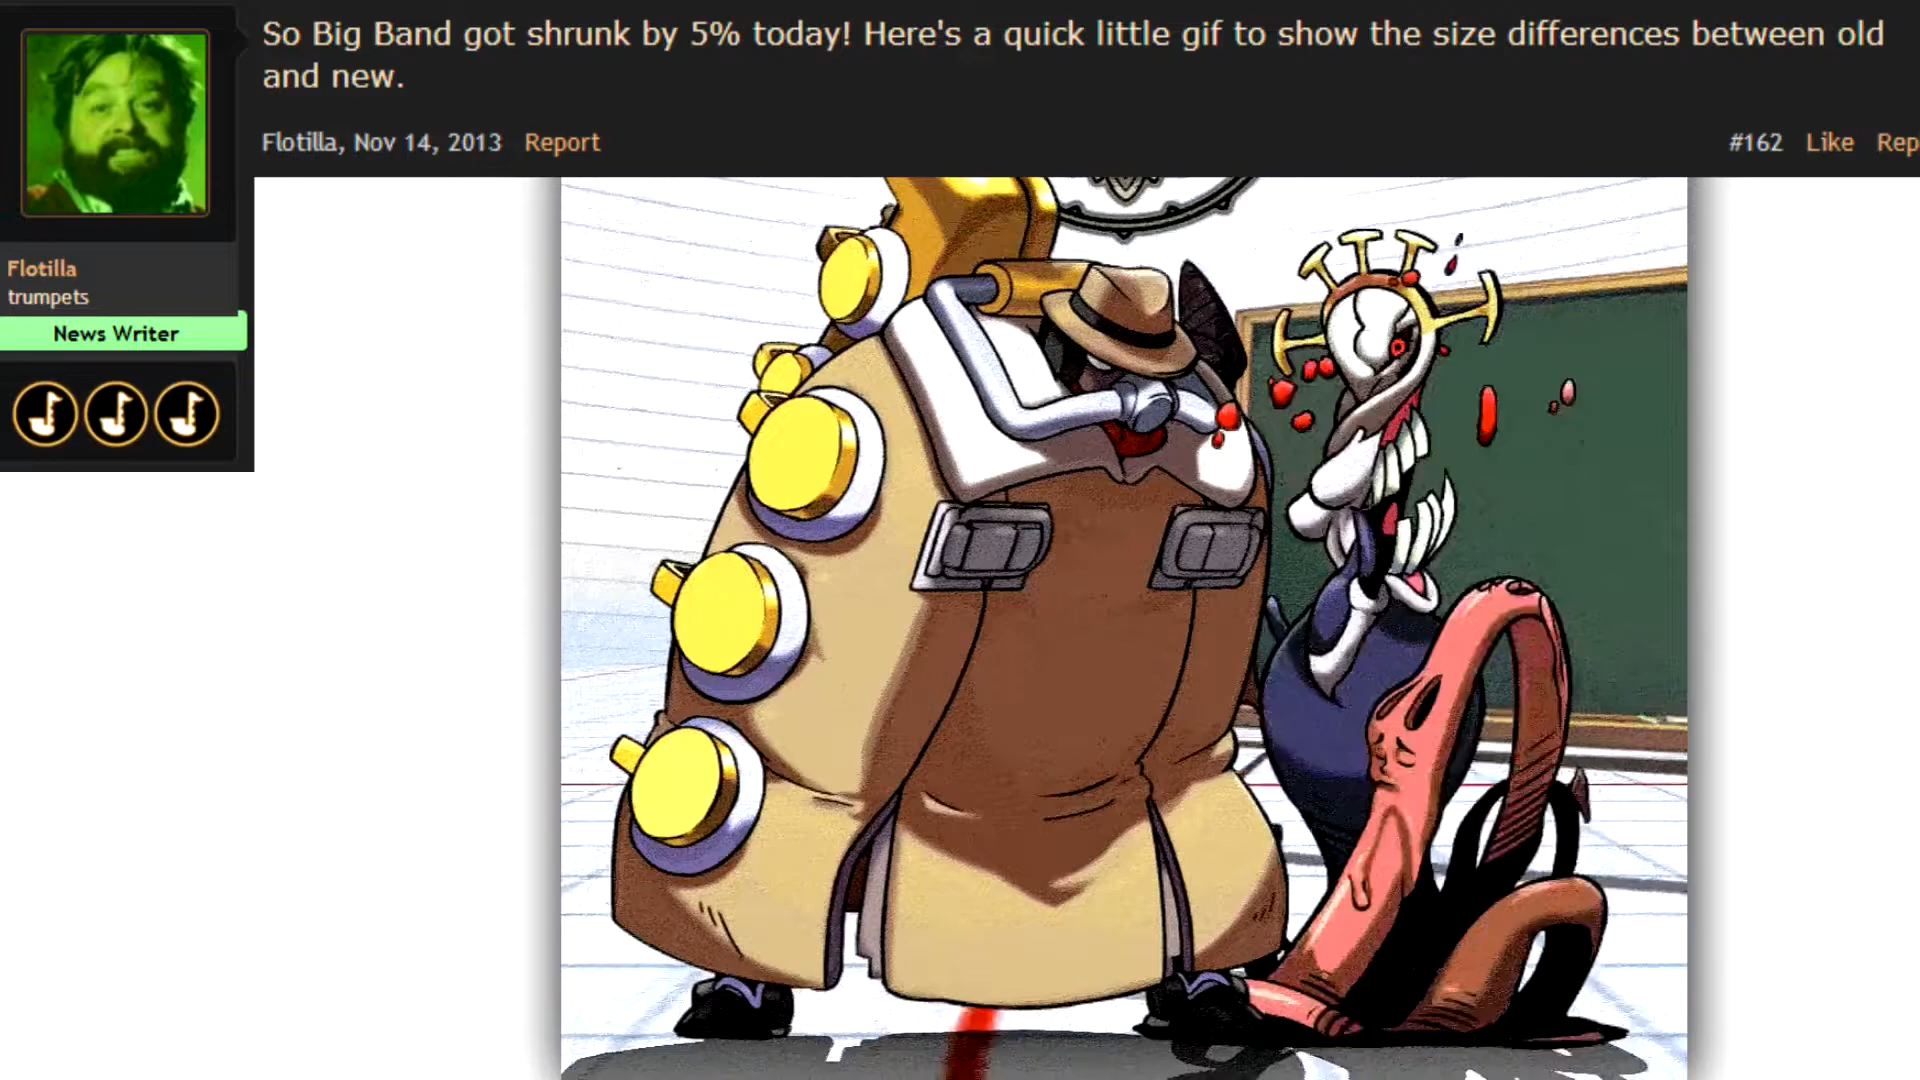 So Big Band got shrunk by 5% today! Here's a quick little gif to show the size differences between old
and new.
Flotilla, Nov 14, 2013 Report
#162 Like Rep
Flotilla
trumpets
News Writer